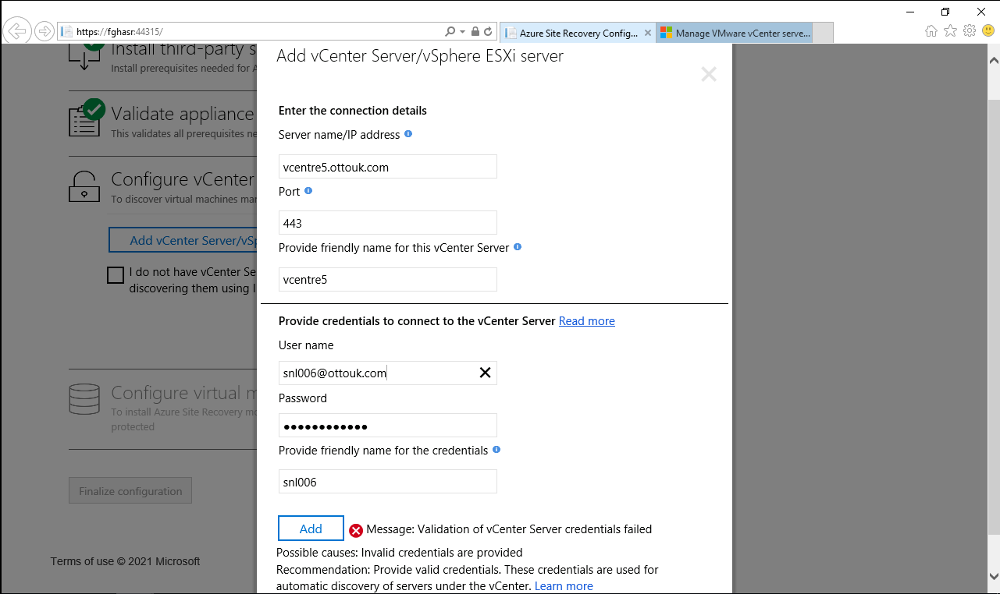 https://fghasr:44315/
Azure Site Recovery Config...
Manage VMware vCenter serve...
Install third-party s
Install prerequisites needed for A
Validate appliance
This validates all prerequisites ne
Configure vCenter
To discover virtual machines mar
Add vCenter Server/vSp
I do not have vCenter Se
discovering them using I
Configure virtual m
To install Azure Site Recovery mo
protected
Finalize configuration
Terms of use © 2021 Microsoft
Add vCenter Server/vSphere ESXi server
Enter the connection details
Server name/IP address
vcentre5.ottouk.com
Port
443
Provide friendly name for this vCenter Server
vcentre5
Provide credentials to connect to the vCenter Server Read more
User name
snl006@ottouk.com
Password
●●●●●●●●●●●●
Provide friendly name for the credentials
snl006
Add
Message: Validation of vCenter Server credentials failed
Possible causes: Invalid credentials are provided
Recommendation: Provide valid credentials. These credentials are used for
automatic discovery of servers under the vCenter. Learn more